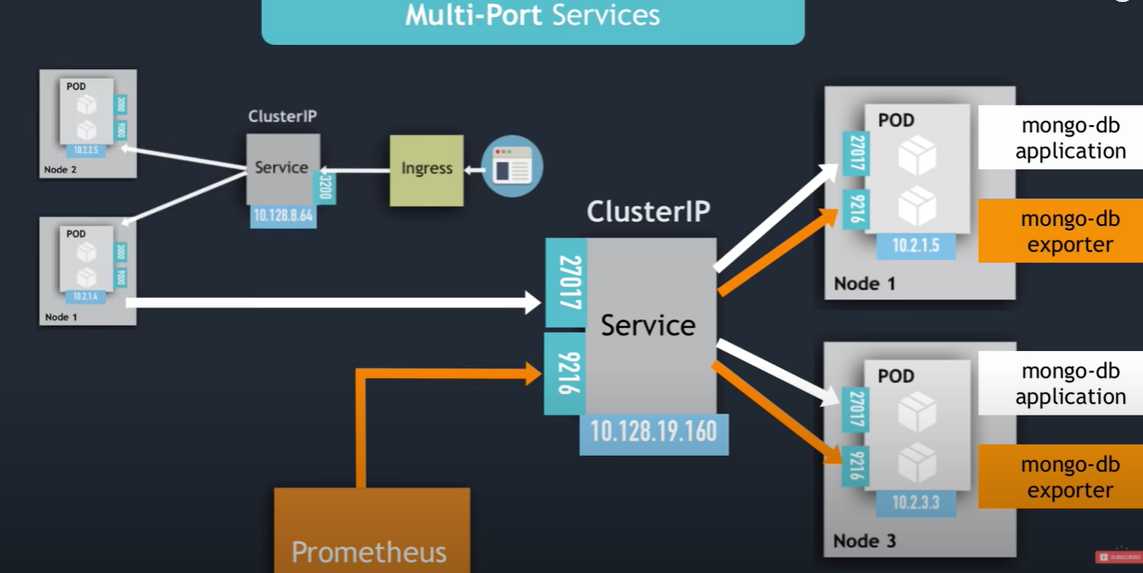 Multi-Port Services
POD
3000
9000
10.2.2.5
Node 2
ClusterIP
Service
3200
10.128.8.64
Ingress
POD
3000
9000
10.2.1.4
Node 1
ClusterIP
27017
9216
Service
10.128.19.160
Prometheus
POD
27017
9216
10.2.1.5
Node 1
mongo-db
application
mongo-db
exporter
POD
27017
9216
10.2.3.3
Node 3
mongo-db
application
mongo-db
exporter
SUBSCRIBE